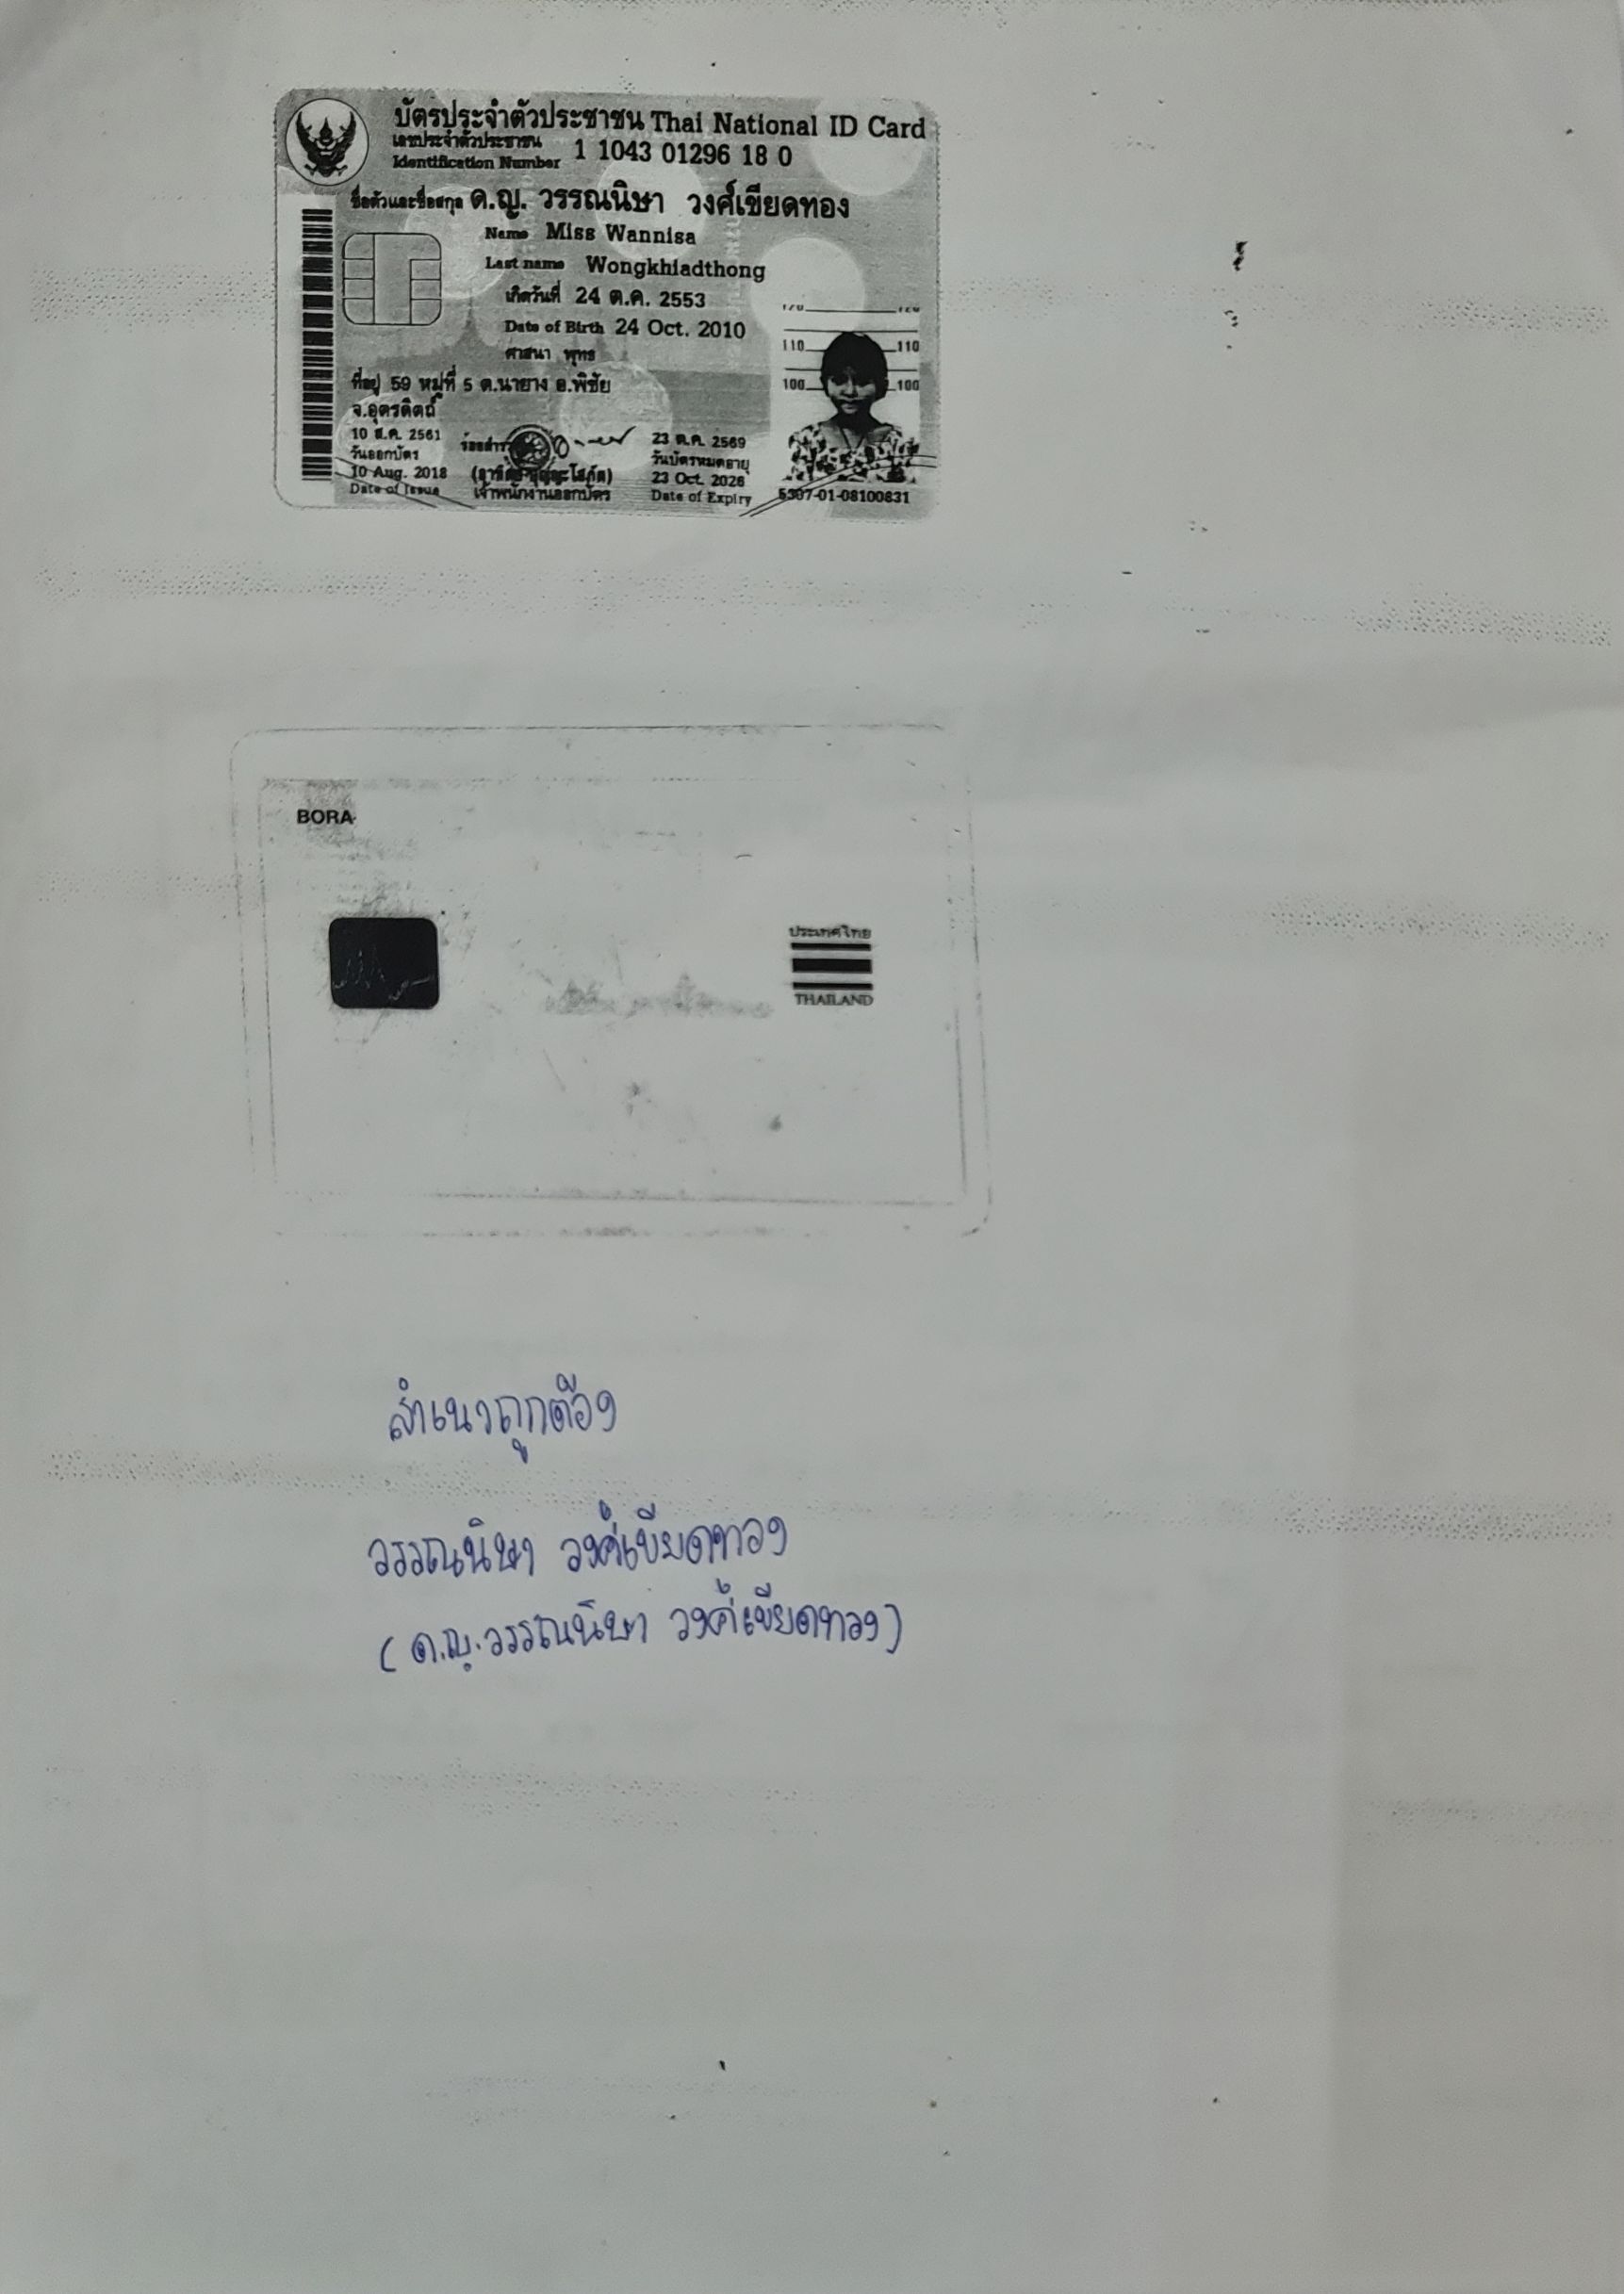 บัตรประจำตัวประชาชน Thai National ID Card
เลขประจำตัวประชาชน
Identification Number 1 1043 01296 18 0
ชื่อตัวและชื่อสกุล ด.ญ. วรรณนิษา วงศ์เขียดทอง
Name Miss Wannisa
Last name Wongkhiadthong
เกิดวันที่ 24 ต.ค. 2553
Date of Birth 24 Oct. 2010
ศาสนา พุทธ
ที่อยู่ 59 หมู่ที่ 5 ต.นายาง อ.พิชัย
จ.อุตรดิตถ์
10 ส.ค. 2561
วันออกบัตร
10 Aug. 2018
Date of Issue
เจ้าพนักงานออกบัตร
23 ต.ค. 2569
วันบัตรหมดอายุ
23 Oct. 2026
Date of Expiry
110 110
100 100
5307-01-08100831
BORA
ประเทศไทย
THAILAND
สำเนาถูกต้อง
วรรณนิษา วงศ์เขียดทอง
(ด.ญ.วรรณนิษา วงศ์เขียดทอง)